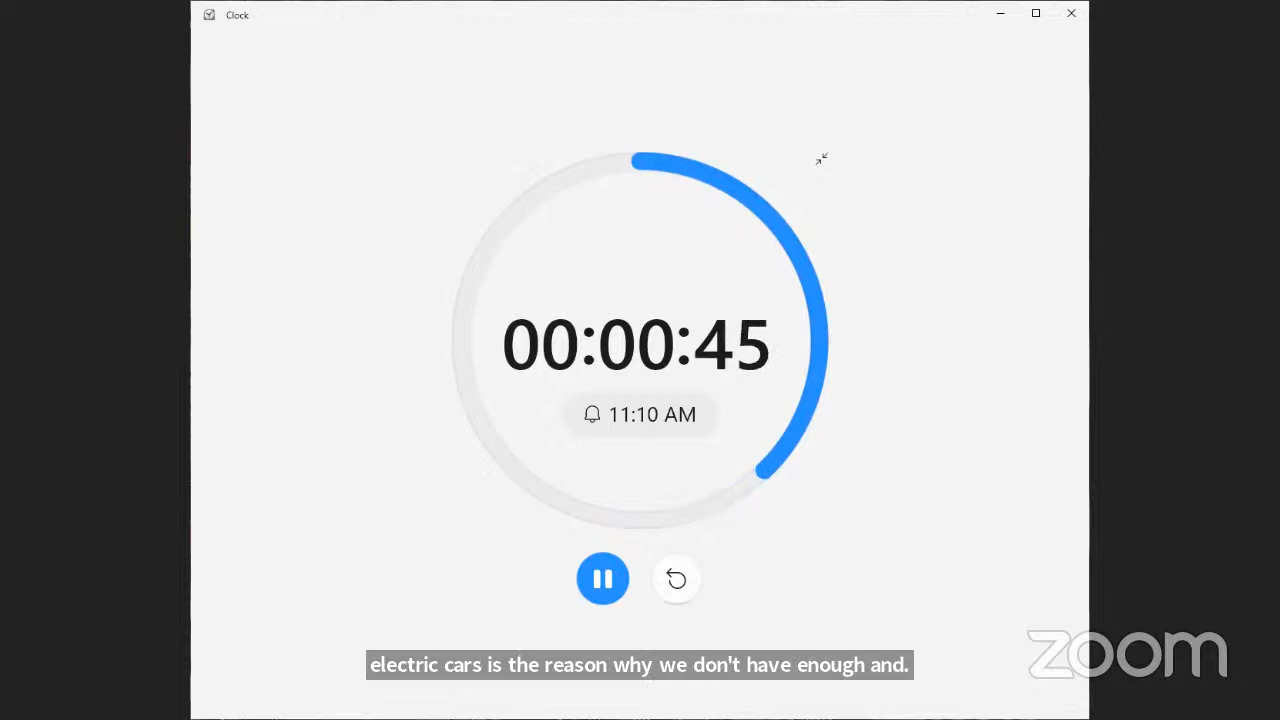 Clock
00:00:45
11:10 AM
electric cars is the reason why we don't have enough and.
zoom